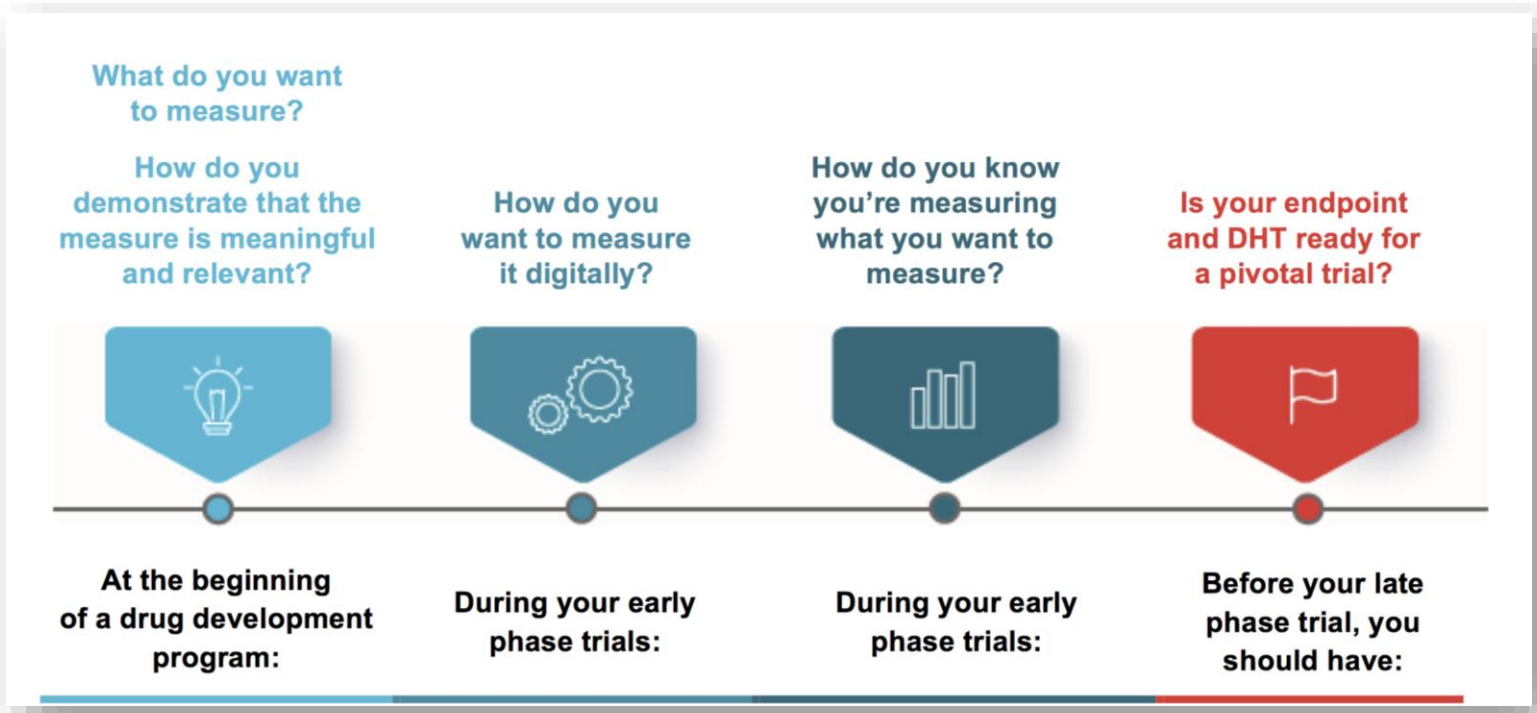 What do you want
to measure?
How do you
demonstrate that the
measure is meaningful
and relevant?
How do you
want to measure
it digitally?
How do you know
you’re measuring
what you want to
measure?
Is your endpoint
and DHT ready for
a pivotal trial?
At the beginning
of a drug development
program:
During your early
phase trials:
During your early
phase trials:
Before your late
phase trial, you
should have: